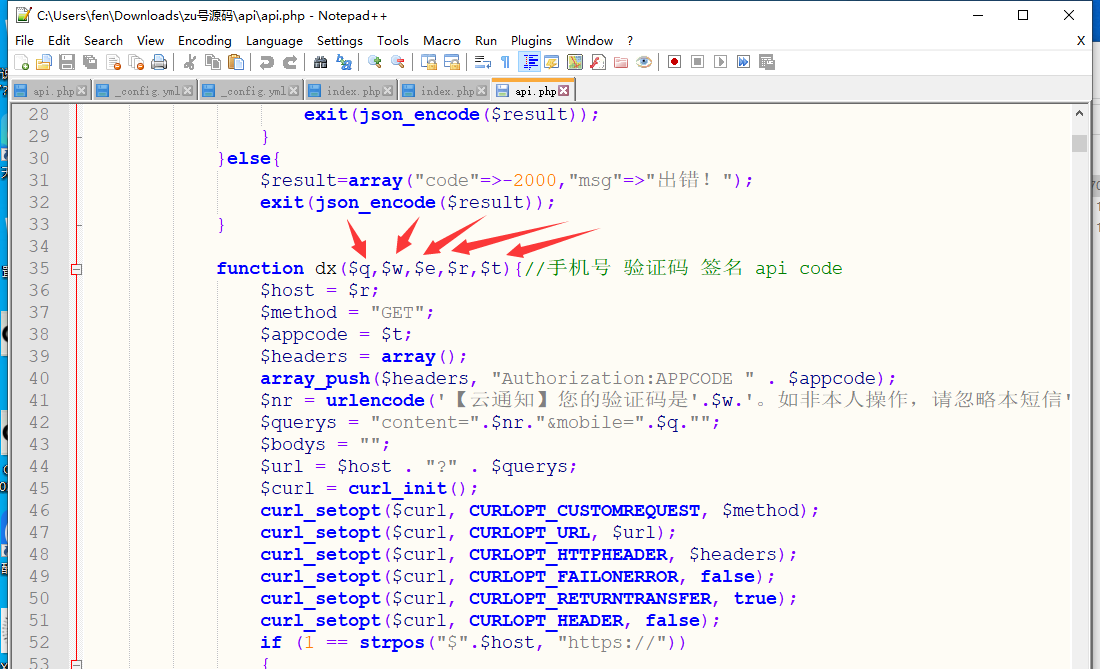 C:\Users\fen\Downloads\zu号源码\api\api.php - Notepad++
File Edit Search View Encoding Language Settings Tools Macro Run Plugins Window ? X
api.php _config.yml _config.yml index.php index.php api.php
28 exit(json_encode($result));
29 }
30 }else{
31 $result=array("code"=>-2000,"msg"=>"出错！");
32 exit(json_encode($result));
33 }
34
35 function dx($q,$w,$e,$r,$t){//手机号 验证码 签名 api code
36 $host = $r;
37 $method = "GET";
38 $appcode = $t;
39 $headers = array();
40 array_push($headers, "Authorization:APPCODE " . $appcode);
41 $nr = urlencode('【云通知】您的验证码是'.$w.'。如非本人操作，请忽略本短信'
42 $querys = "content=".$nr."&mobile=".$q."";
43 $bodys = "";
44 $url = $host . "?" . $querys;
45 $curl = curl_init();
46 curl_setopt($curl, CURLOPT_CUSTOMREQUEST, $method);
47 curl_setopt($curl, CURLOPT_URL, $url);
48 curl_setopt($curl, CURLOPT_HTTPHEADER, $headers);
49 curl_setopt($curl, CURLOPT_FAILONERROR, false);
50 curl_setopt($curl, CURLOPT_RETURNTRANSFER, true);
51 curl_setopt($curl, CURLOPT_HEADER, false);
52 if (1 == strpos("$".$host, "https://"))
53 {